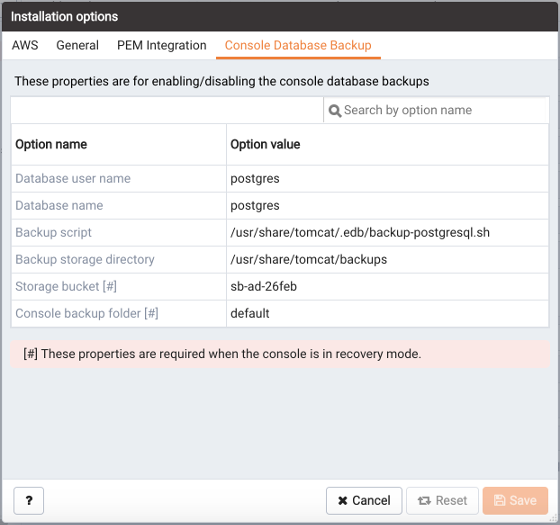 Installation options
AWS General PEM Integration Console Database Backup
These properties are for enabling/disabling the console database backups
Search by option name
Option name Option value
Database user name postgres
Database name postgres
Backup script /usr/share/tomcat/.edb/backup-postgresql.sh
Backup storage directory /usr/share/tomcat/backups
Storage bucket [#] sb-ad-26feb
Console backup folder [#] default
[#] These properties are required when the console is in recovery mode.
? Cancel Reset Save